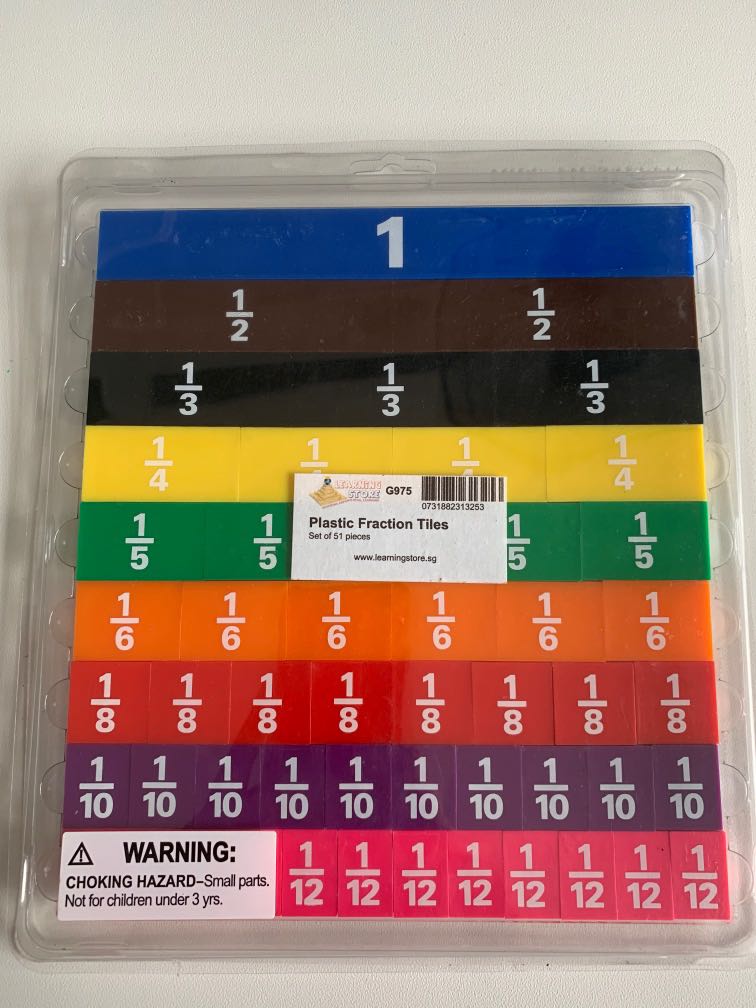 1
1/2 1/2
1/3 1/3 1/3
1/4 1/4 1/4 1/4
LEARNING
STORE
G975
0731882313253
Plastic Fraction Tiles
Set of 51 pieces
www.learningstore.sg
1/5 1/5 1/5 1/5
1/6 1/6 1/6 1/6 1/6 1/6
1/8 1/8 1/8 1/8 1/8 1/8 1/8 1/8
1/10 1/10 1/10 1/10 1/10 1/10 1/10 1/10 1/10 1/10
WARNING:
CHOKING HAZARD–Small parts.
Not for children under 3 yrs.
1/12 1/12 1/12 1/12 1/12 1/12 1/12 1/12